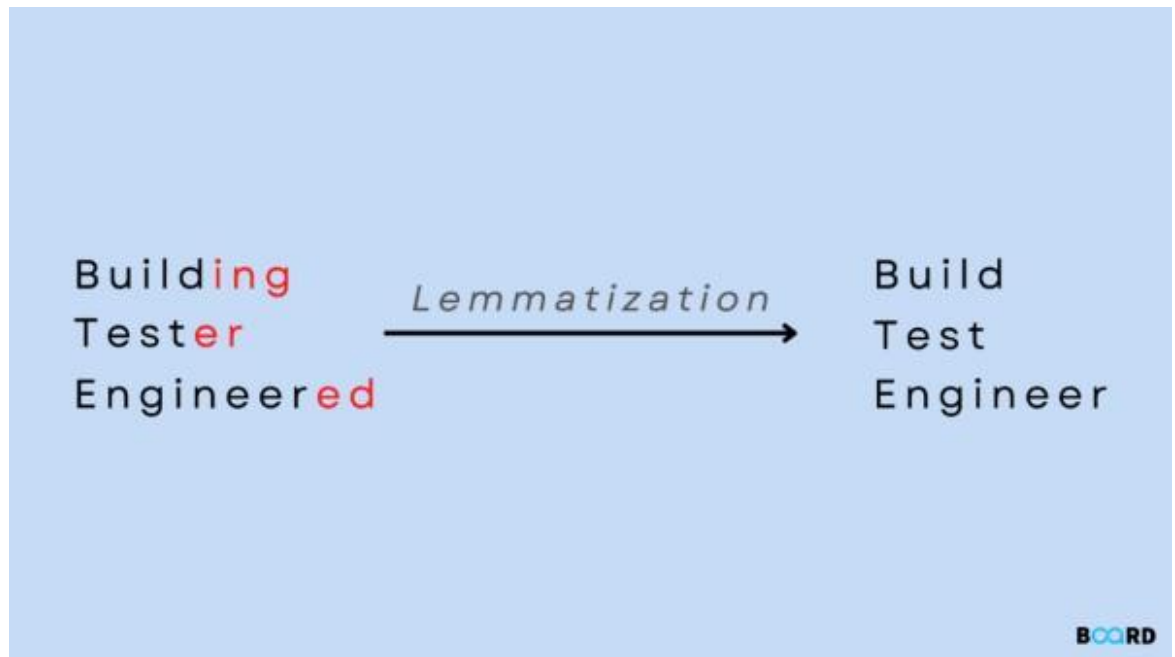 Building
Tester
Engineered
Lemmatization
Build
Test
Engineer
BOARD